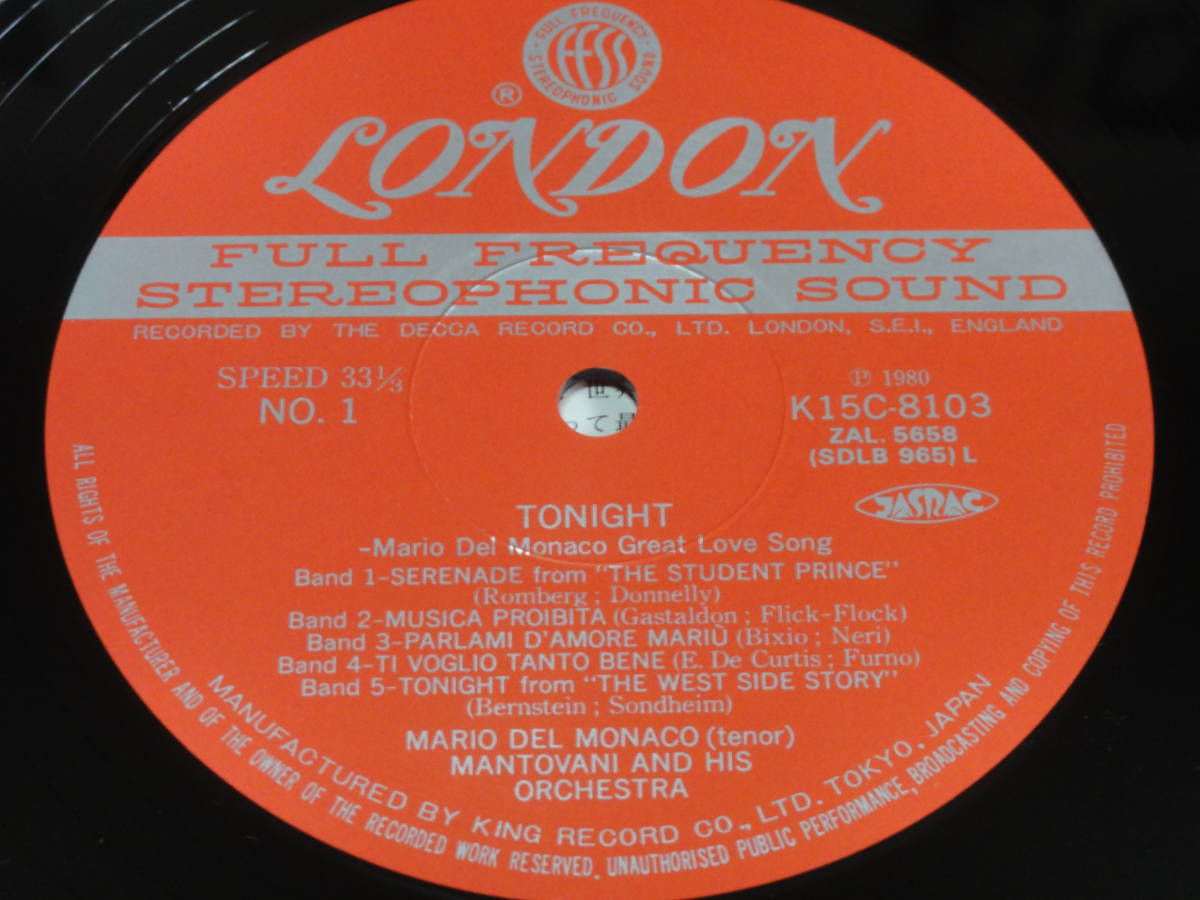 FULL FREQUENCY
FFSS
STEREOPHONIC SOUND
®
LONDON
FULL FREQUENCY
STEREOPHONIC SOUND
RECORDED BY THE DECCA RECORD CO., LTD. LONDON, S.E.I., ENGLAND
SPEED 33⅓
NO. 1
Ⓟ 1980
K15C-8103
ZAL. 5658
(SDLB 965) L
JASRAC
TONIGHT
-Mario Del Monaco Great Love Song
Band 1-SERENADE from "THE STUDENT PRINCE"
(Romberg ; Donnelly)
Band 2-MUSICA PROIBITA (Gastaldon ; Flick-Flock)
Band 3-PARLAMI D'AMORE MARIÙ (Bixio ; Neri)
Band 4-TI VOGLIO TANTO BENE (E. De Curtis ; Furno)
Band 5-TONIGHT from "THE WEST SIDE STORY"
(Bernstein ; Sondheim)
MARIO DEL MONACO (tenor)
MANTOVANI AND HIS
ORCHESTRA
MANUFACTURED BY KING RECORD CO., LTD. TOKYO, JAPAN
ALL RIGHTS OF THE MANUFACTURER AND OF THE OWNER OF THE RECORDED WORK RESERVED. UNAUTHORISED PUBLIC PERFORMANCE, BROADCASTING AND COPYING OF THIS RECORD PROHIBITED